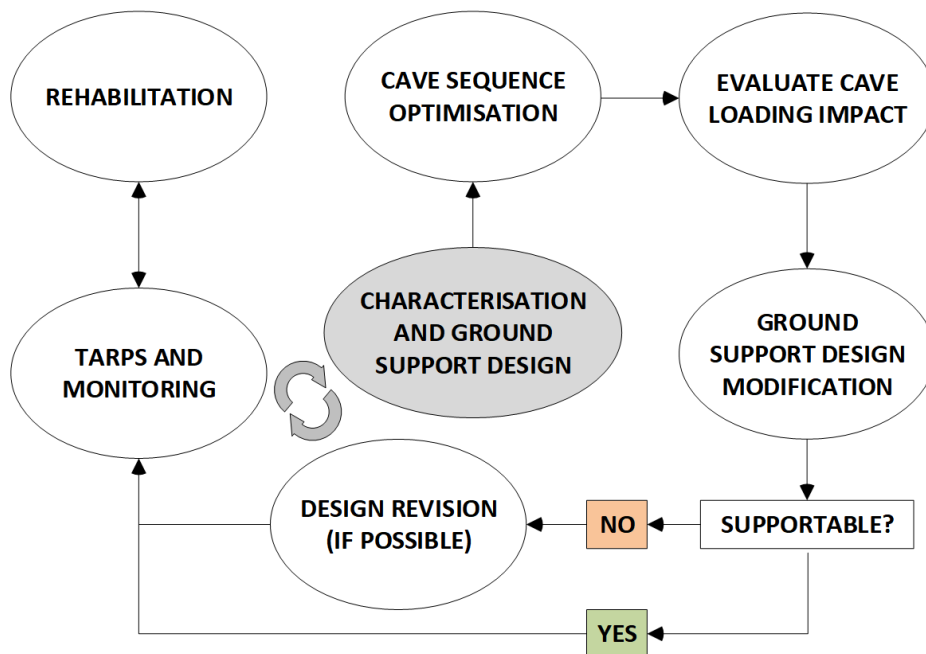 REHABILITATION
CAVE SEQUENCE
OPTIMISATION
EVALUATE CAVE
LOADING IMPACT
CHARACTERISATION
AND GROUND
SUPPORT DESIGN
TARPS AND
MONITORING
GROUND
SUPPORT DESIGN
MODIFICATION
DESIGN REVISION
(IF POSSIBLE)
NO
SUPPORTABLE?
YES